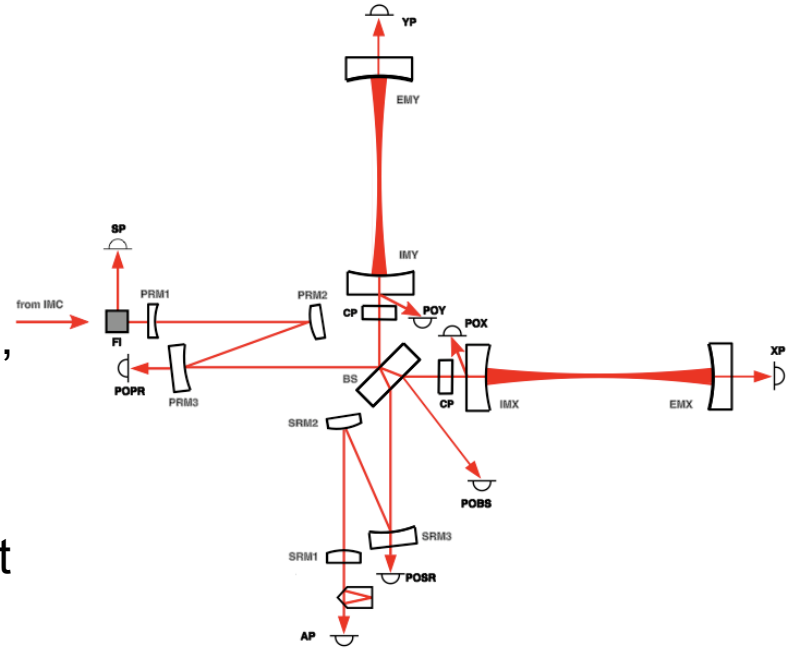 YP
EMY
SP
IMY
from IMC
PRM1
PRM2
CP
POY
POX
FI
,
XP
BS
POPR
PRM3
CP
IMX
EMX
SRM2
POBS
SRM3
t
SRM1
POSR
AP